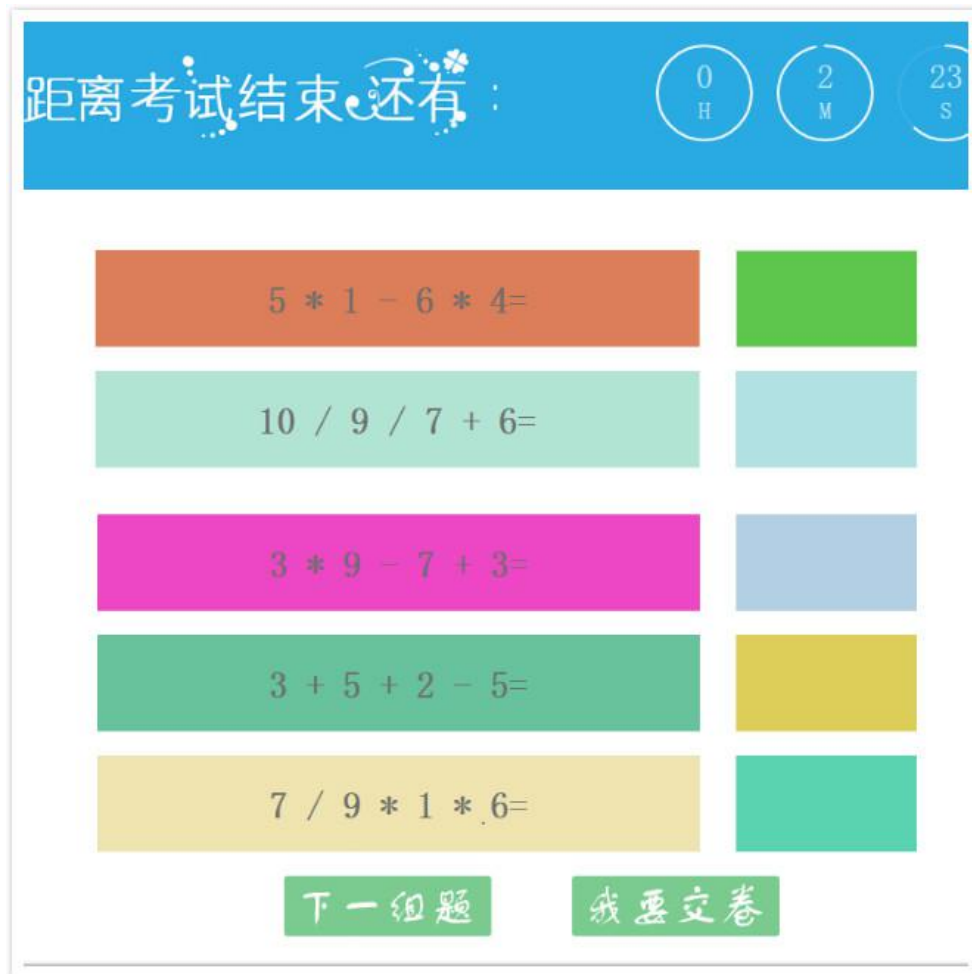 距离考试结束还有：
0 2 23
H M S
5 * 1 - 6 * 4=
10 / 9 / 7 + 6=
3 * 9 - 7 + 3=
3 + 5 + 2 - 5=
7 / 9 * 1 * 6=
下一组题 我要交卷